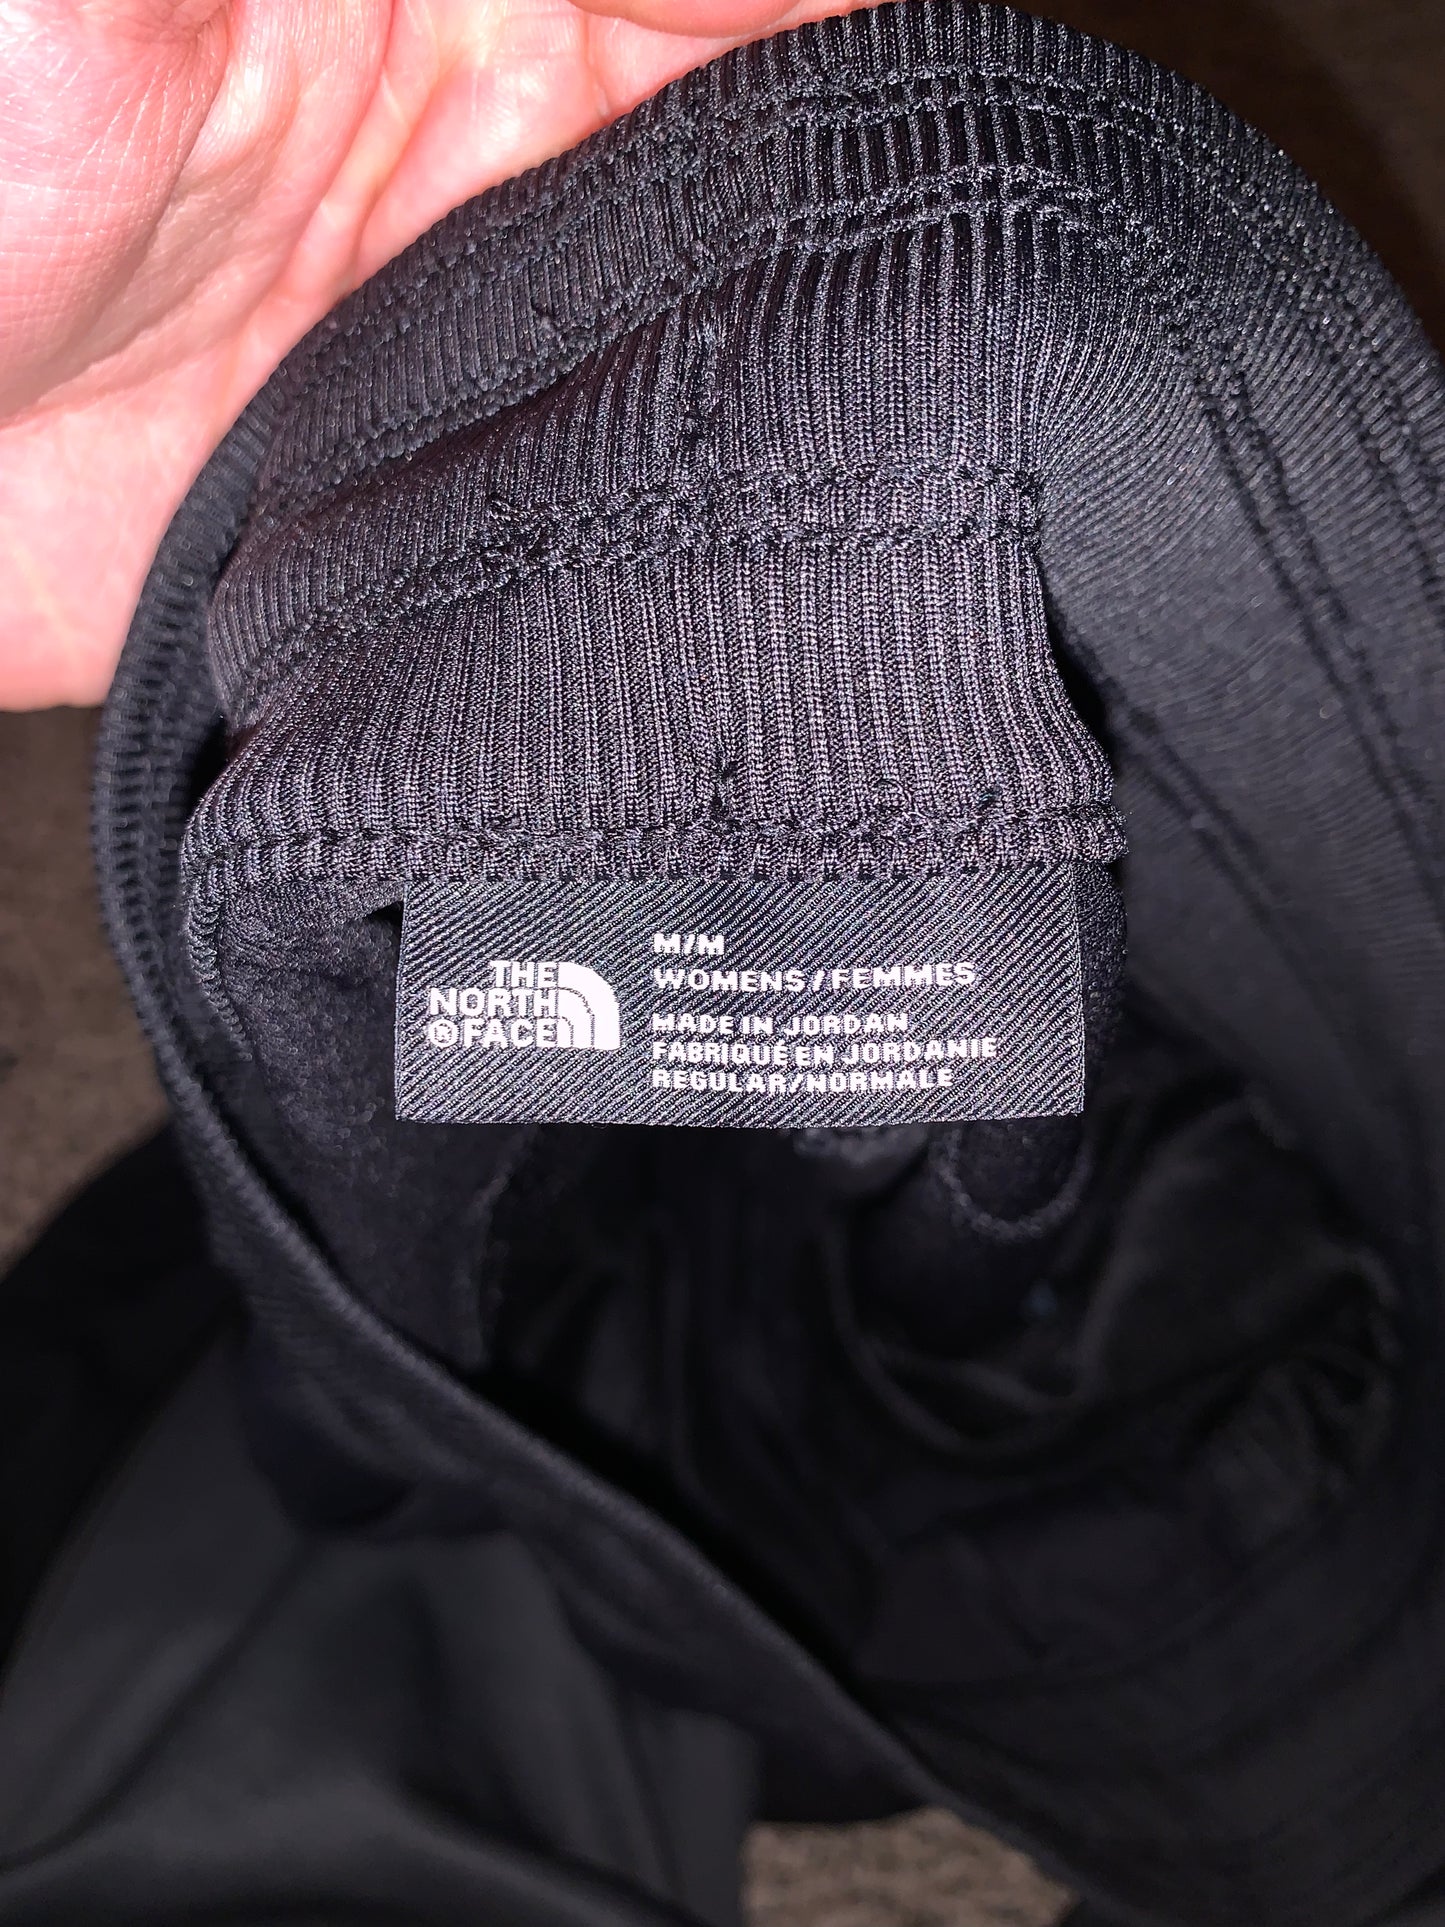 THE
NORTH
FACE
M/M
WOMENS/FEMMES
MADE IN JORDAN
FABRIQUÉ EN JORDANIE
REGULAR/NORMALE